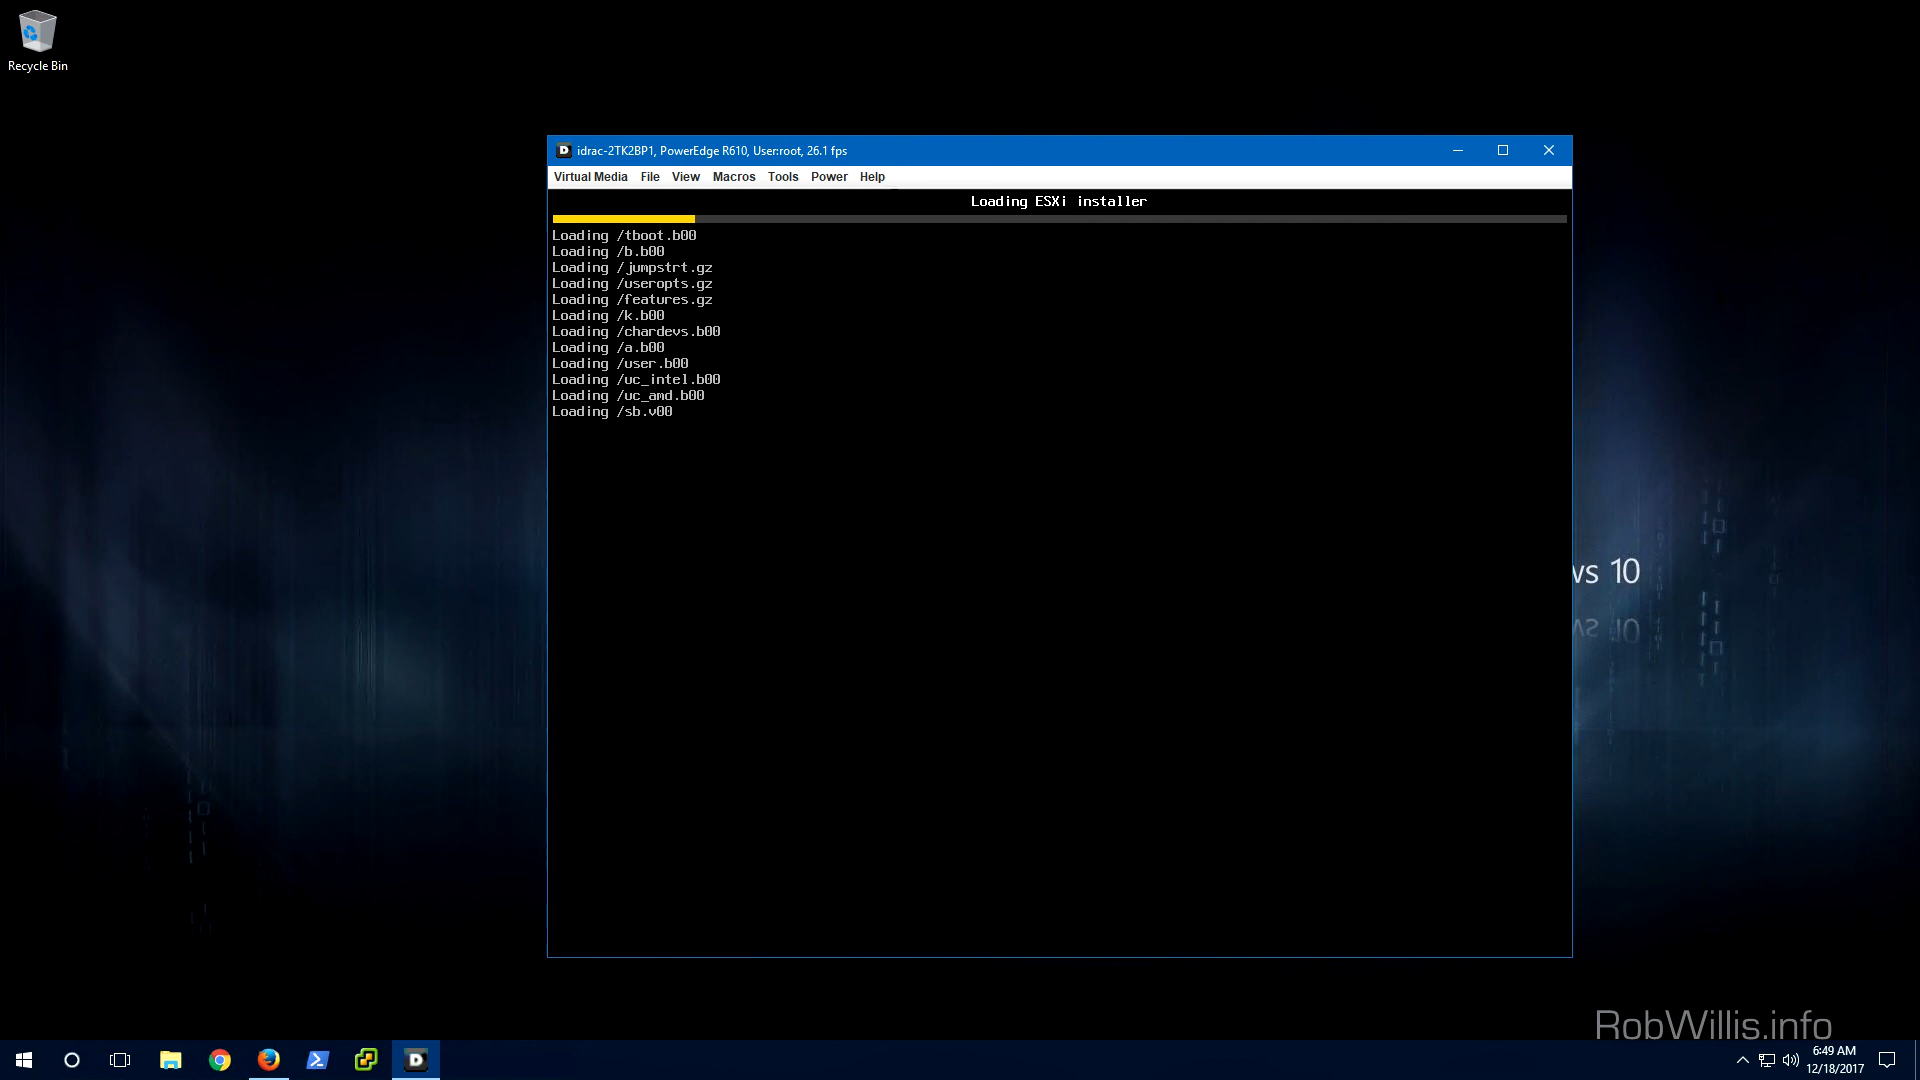 Recycle Bin
idrac-2TK2BP1, PowerEdge R610, User:root, 26.1 fps
Virtual Media File View Macros Tools Power Help
Loading ESXi installer
Loading /tboot.b00
Loading /b.b00
Loading /jumpstrt.gz
Loading /useropts.gz
Loading /features.gz
Loading /k.b00
Loading /chardevs.b00
Loading /a.b00
Loading /user.b00
Loading /uc_intel.b00
Loading /uc_amd.b00
Loading /sb.v00
ws 10
RobWillis.info
6:49 AM
12/18/2017